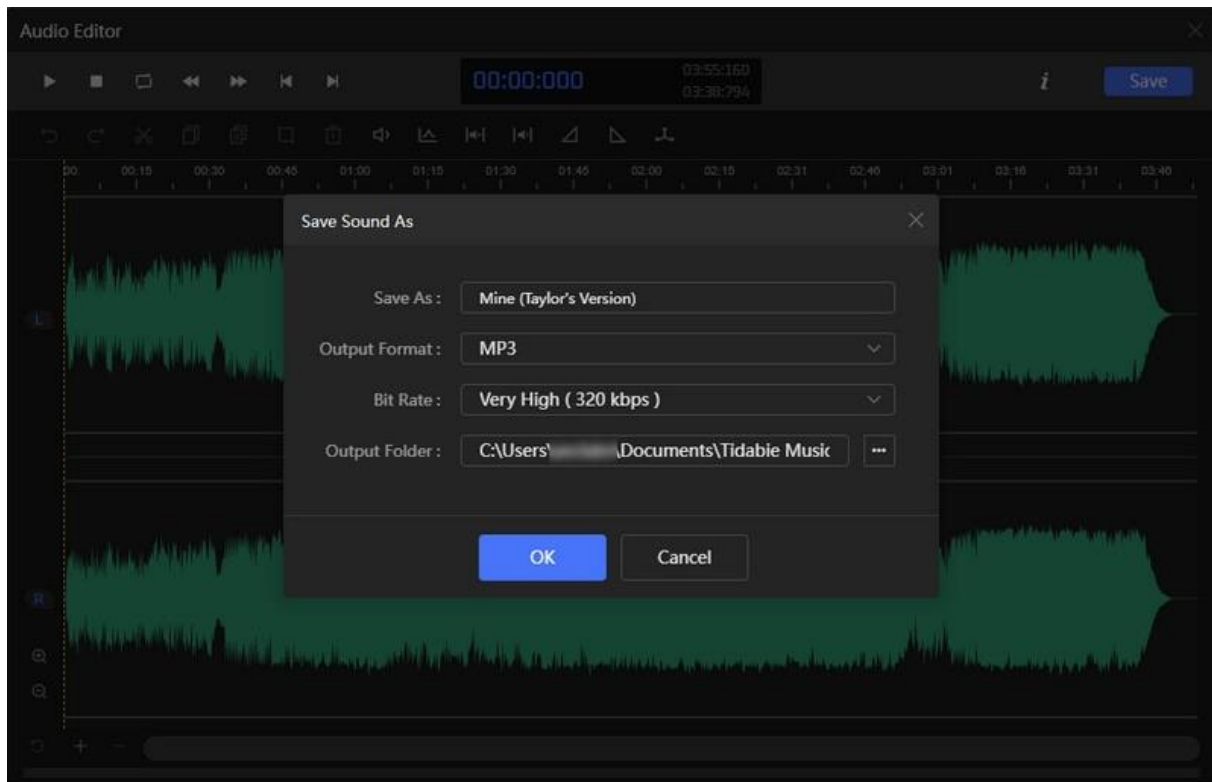 Audio Editor
00:00:000
03:55:160
03:38:794
i
Save
00: 00:15 00:30 00:45 01:00 01:15 01:30 01:45 02:00 02:15 02:31 02:46 03:01 03:16 03:31 03:46
Save Sound As
Save As :
Mine (Taylor's Version)
Output Format :
MP3
Bit Rate :
Very High ( 320 kbps )
Output Folder :
C:\Users\ \Documents\Tidabie Music
OK
Cancel
L
R